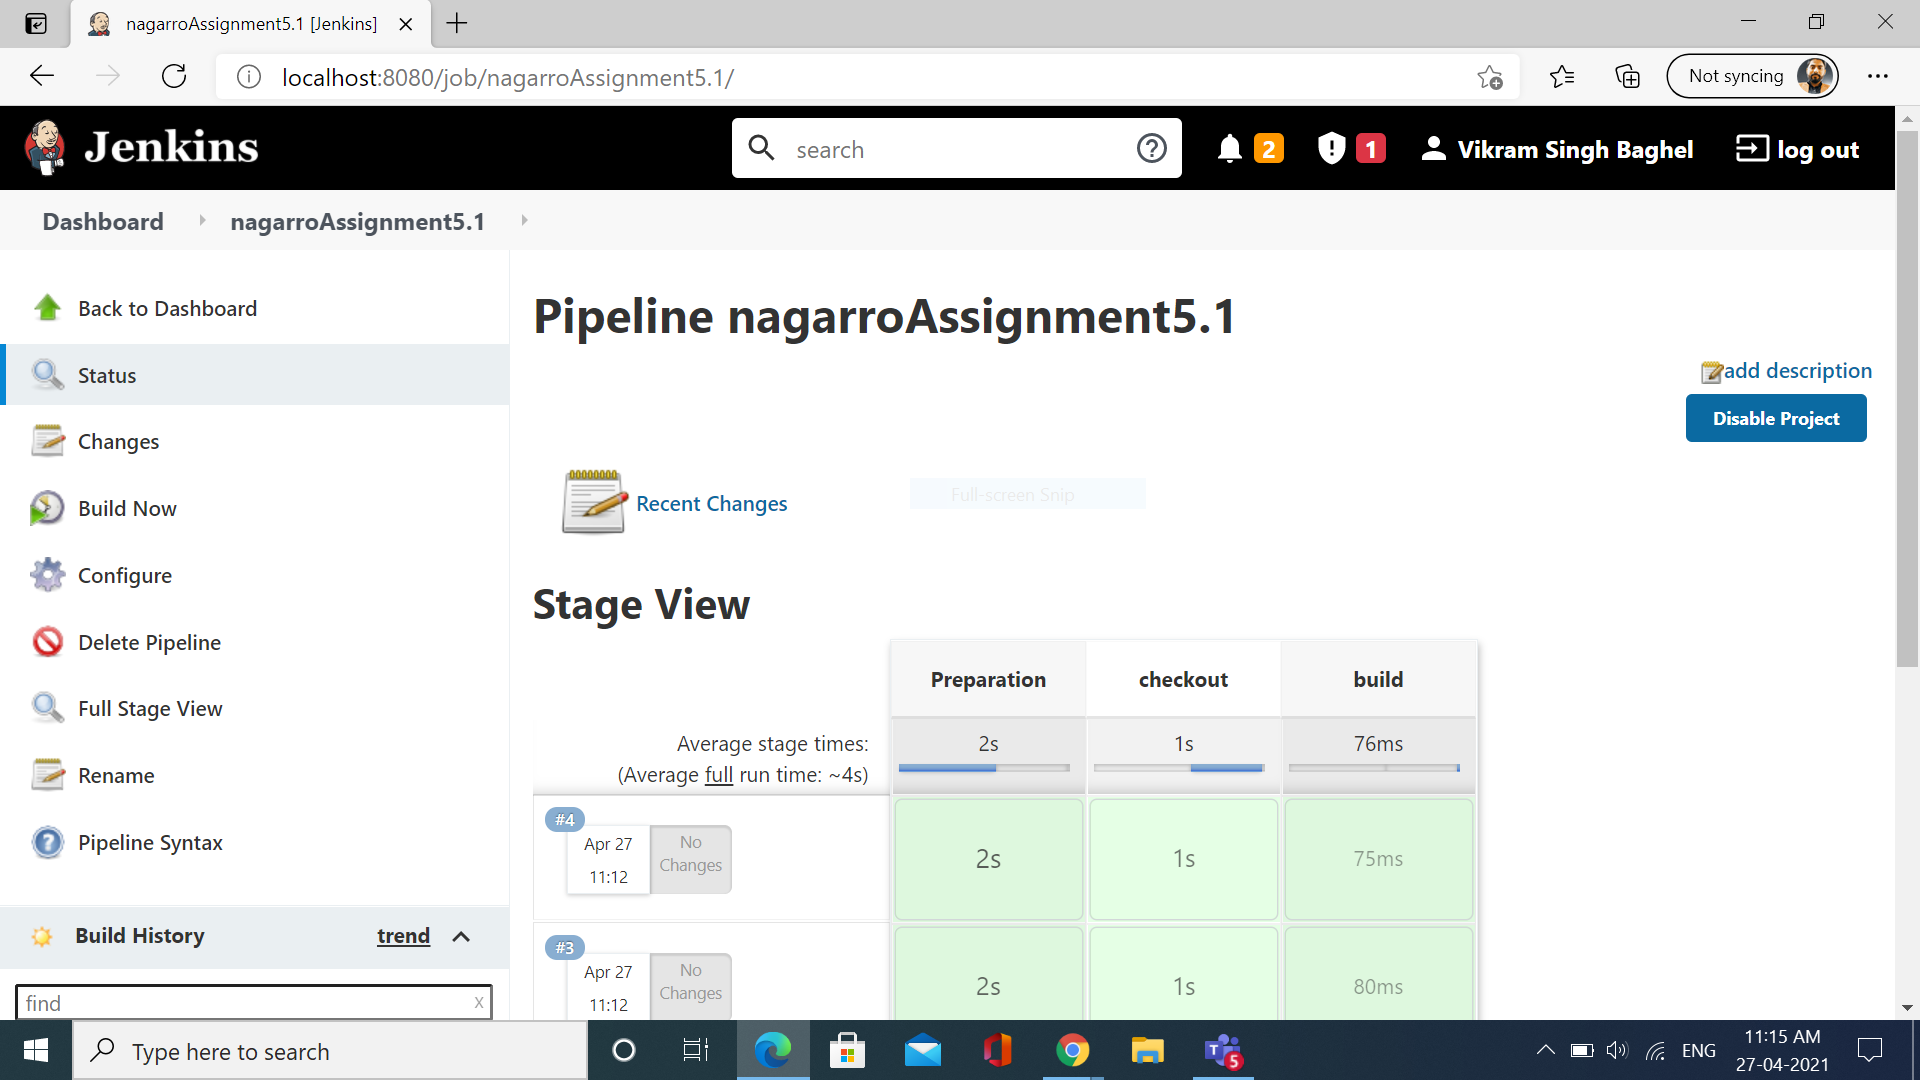 nagarroAssignment5.1 [Jenkins]
localhost:8080/job/nagarroAssignment5.1/
Not syncing
Jenkins
search
2
1
Vikram Singh Baghel
log out
Dashboard
nagarroAssignment5.1
Back to Dashboard
Status
Changes
Build Now
Configure
Delete Pipeline
Full Stage View
Rename
Pipeline Syntax
Build History
trend
find
x
Pipeline nagarroAssignment5.1
add description
Disable Project
Recent Changes
Full-screen Snip
Stage View
Preparation checkout build
Average stage times: 2s 1s 76ms
(Average full run time: ~4s)
#4
Apr 27
11:12
No
Changes
2s 1s 75ms
#3
Apr 27
11:12
No
Changes
2s 1s 80ms
Type here to search
5
ENG
11:15 AM
27-04-2021